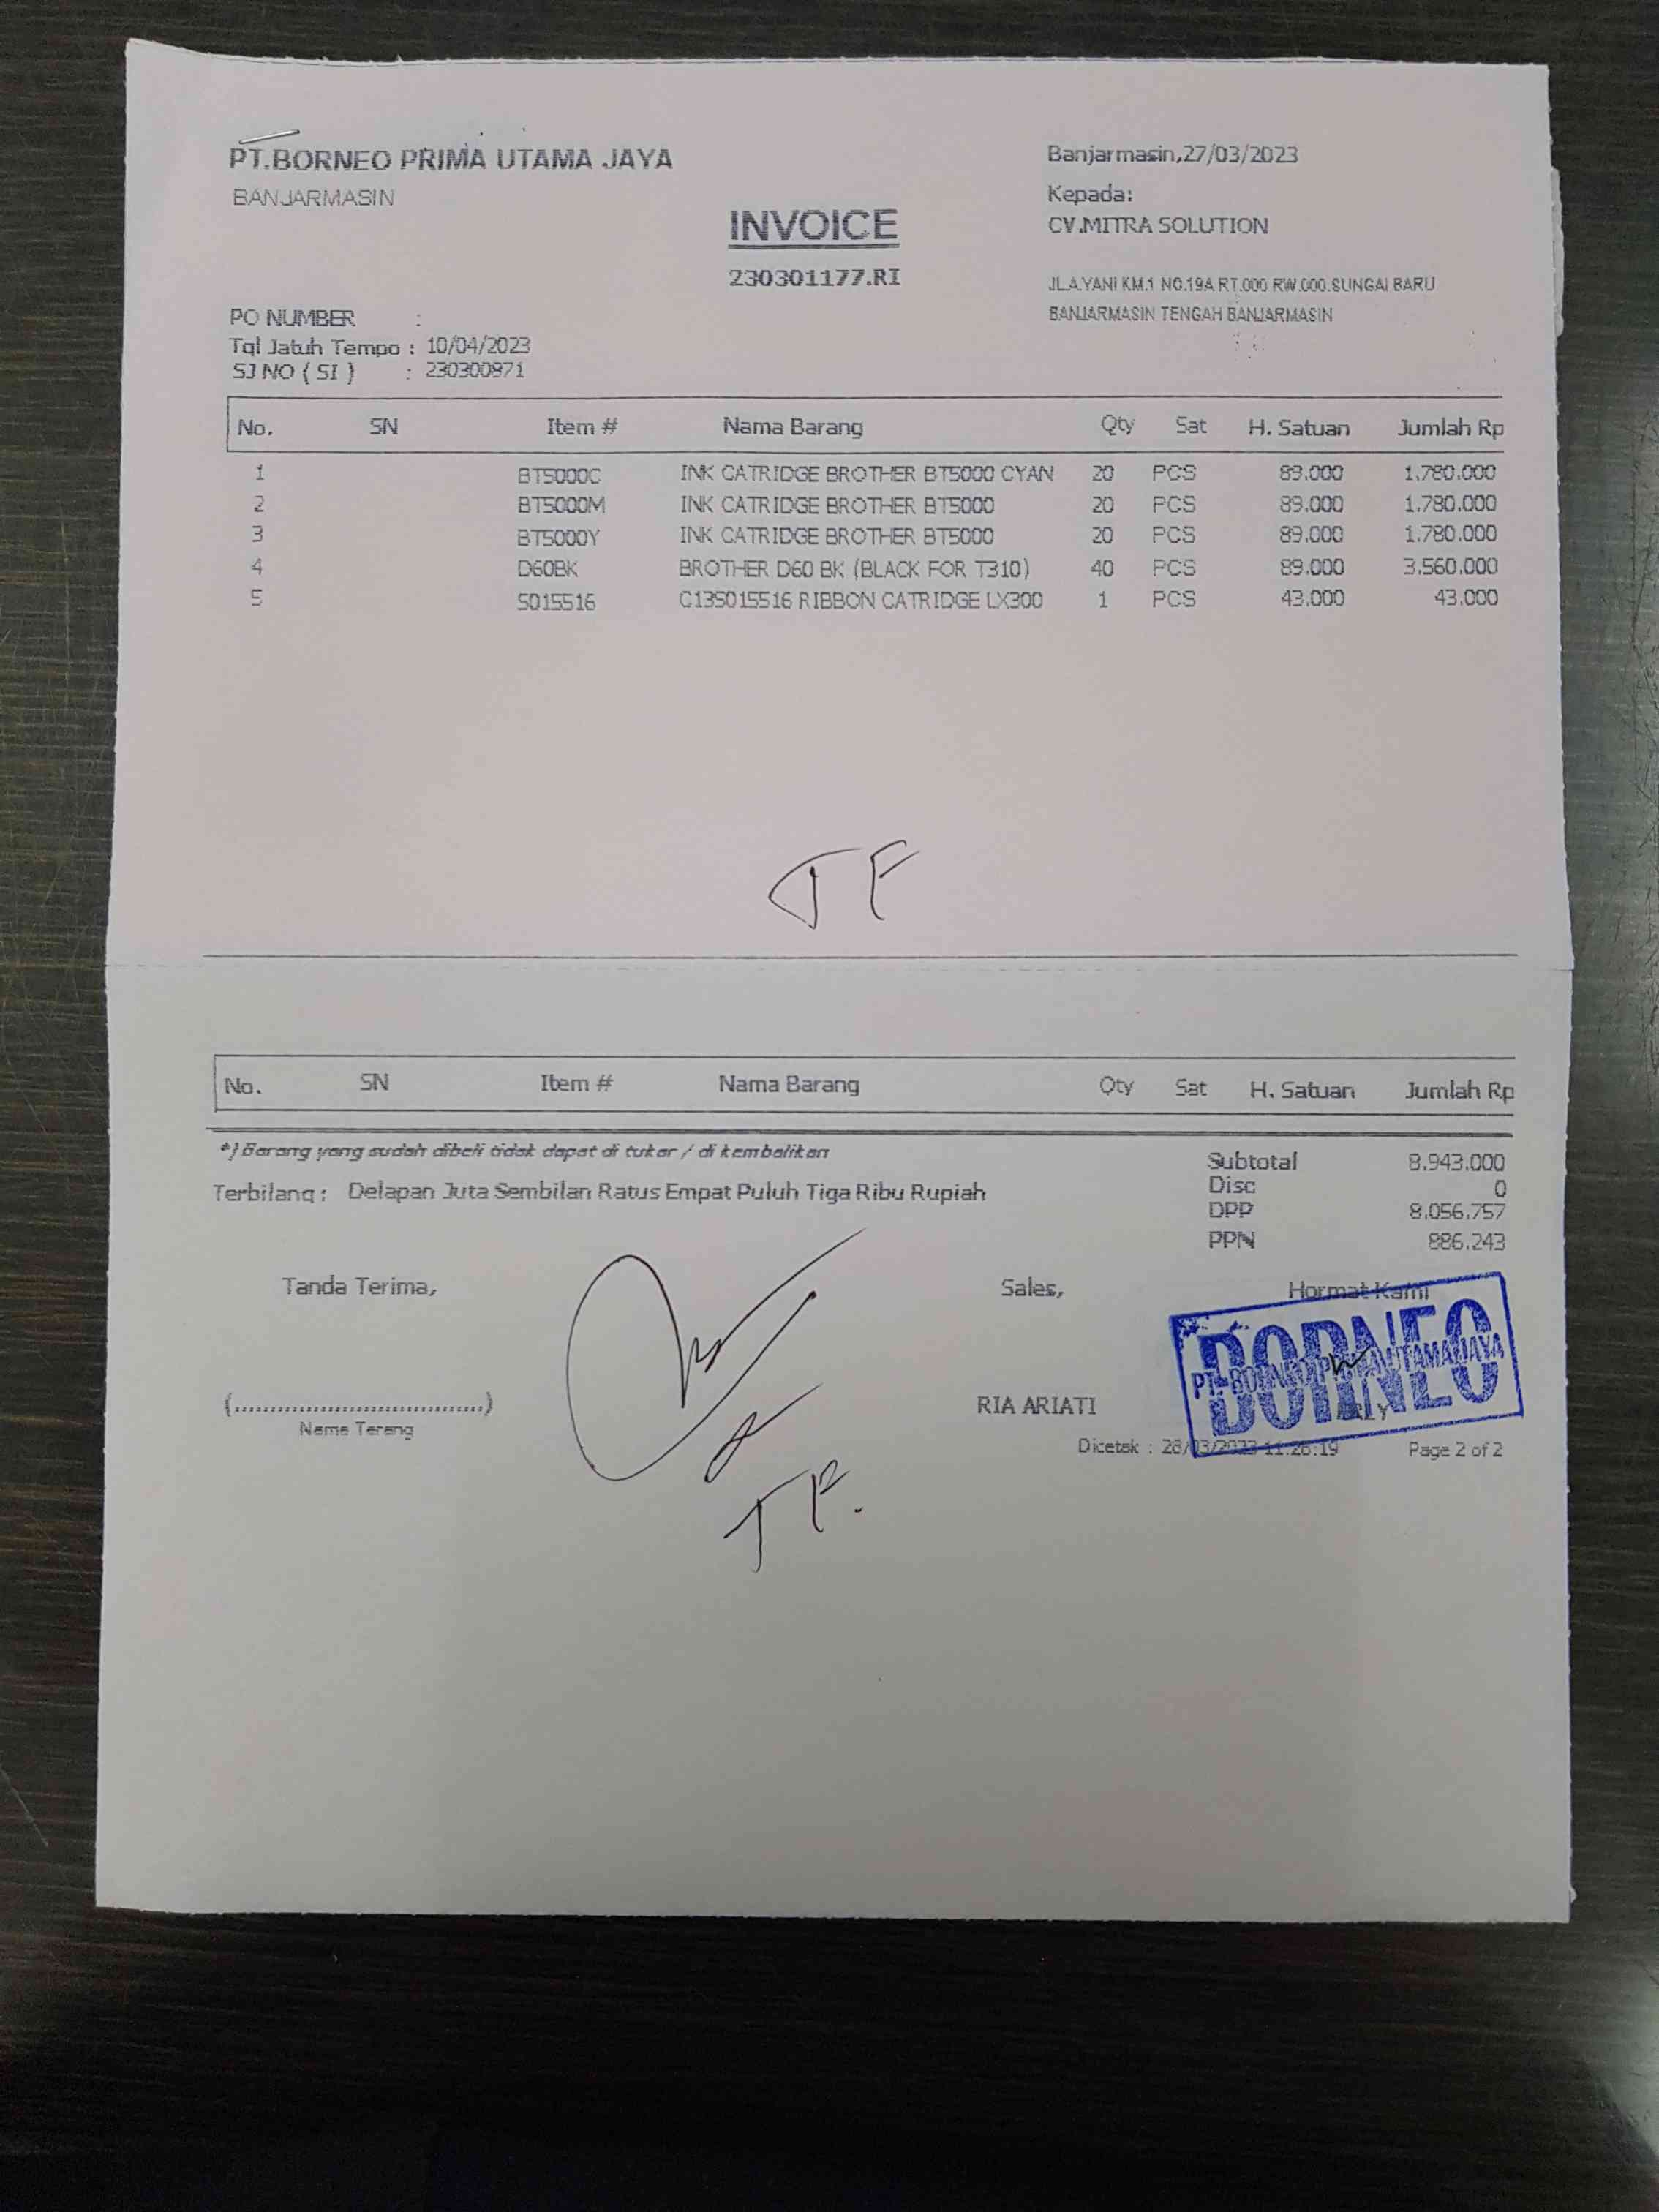 PT.BORNEO PRIMA UTAMA JAYA
BANJARMASIN
Banjarmasin,27/03/2023
Kepada:
CV.MITRA SOLUTION
INVOICE
230301177.RI
JL.A.YANI KM.1 NO.19A RT.000 RW.000.SUNGAI BARU
BANJARMASIN TENGAH BANJARMASIN
PO NUMBER :
Tgl Jatuh Tempo : 10/04/2023
SJ NO ( SI ) : 230300871
No. SN Item # Nama Barang Qty Sat H. Satuan Jumlah Rp
1 BT5000C INK CATRIDGE BROTHER BT5000 CYAN 20 PCS 89.000 1.780.000
2 BT5000M INK CATRIDGE BROTHER BT5000 20 PCS 89.000 1.780.000
3 BT5000Y INK CATRIDGE BROTHER BT5000 20 PCS 89.000 1.780.000
4 D60BK BROTHER D60 BK (BLACK FOR T310) 40 PCS 89.000 3.560.000
5 S015516 C13S015516 RIBBON CATRIDGE LX300 1 PCS 43.000 43.000
TF
No. SN Item # Nama Barang Qty Sat H. Satuan Jumlah Rp
*) Barang yang sudah dibeli tidak dapat di tukar / di kembalikan
Terbilang : Delapan Juta Sembilan Ratus Empat Puluh Tiga Ribu Rupiah
Subtotal 8.943.000
Disc 0
DPP 8.056.757
PPN 886.243
Tanda Terima,
Sales,
Hormat Kami
BORNEO
PT. BORNEO PRIMA UTAMA JAYA
(....................................)
Nama Terang
RIA ARIATI
Dicetak : 28/03/2023 11:26:19
Page 2 of 2
TF.